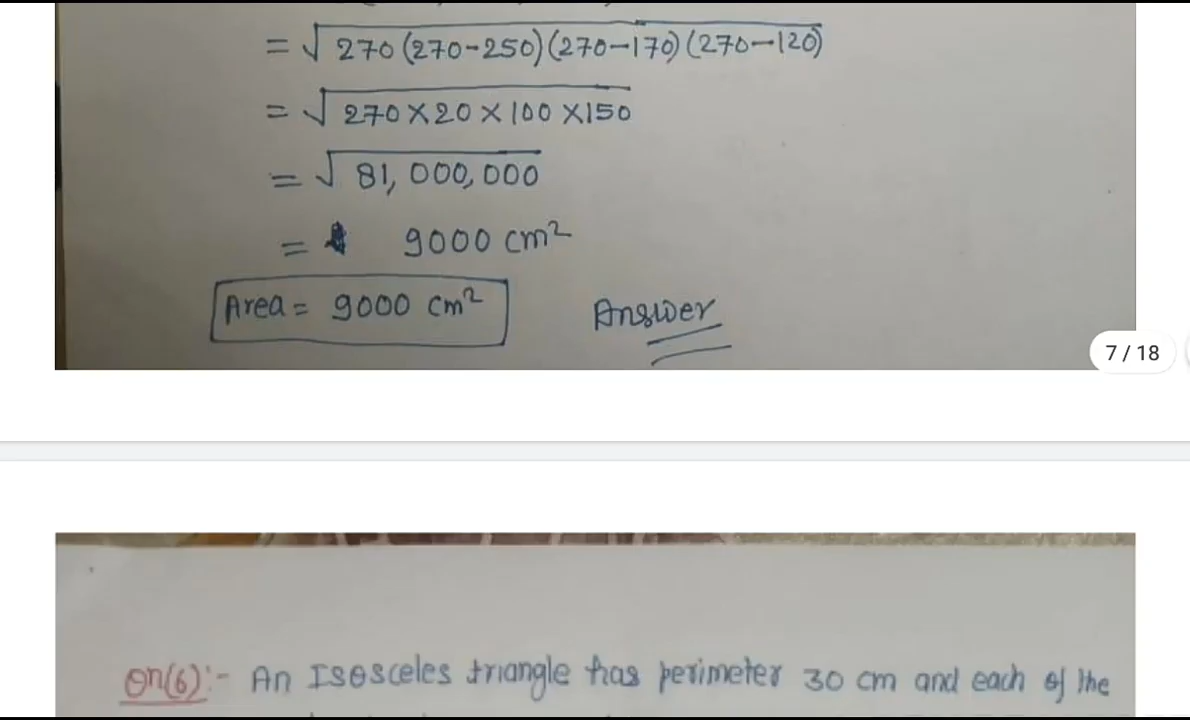 = √270(270-250)(270-170)(270-120)
= √270×20×100×150
= √81,000,000
= 9000 cm²
Area = 9000 cm² Answer
7 / 18
Qn(6):- An Isosceles triangle has perimeter 30 cm and each of the